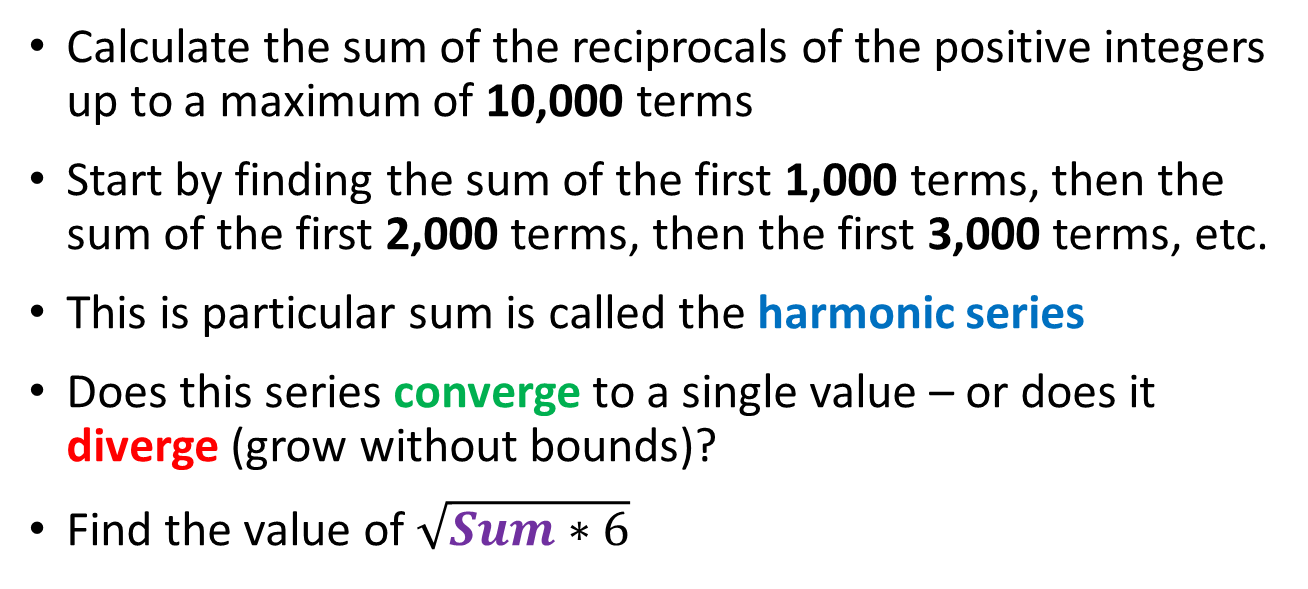 • Calculate the sum of the reciprocals of the positive integers
up to a maximum of 10,000 terms
• Start by finding the sum of the first 1,000 terms, then the
sum of the first 2,000 terms, then the first 3,000 terms, etc.
• This is particular sum is called the harmonic series
• Does this series converge to a single value – or does it
diverge (grow without bounds)?
• Find the value of √Sum * 6